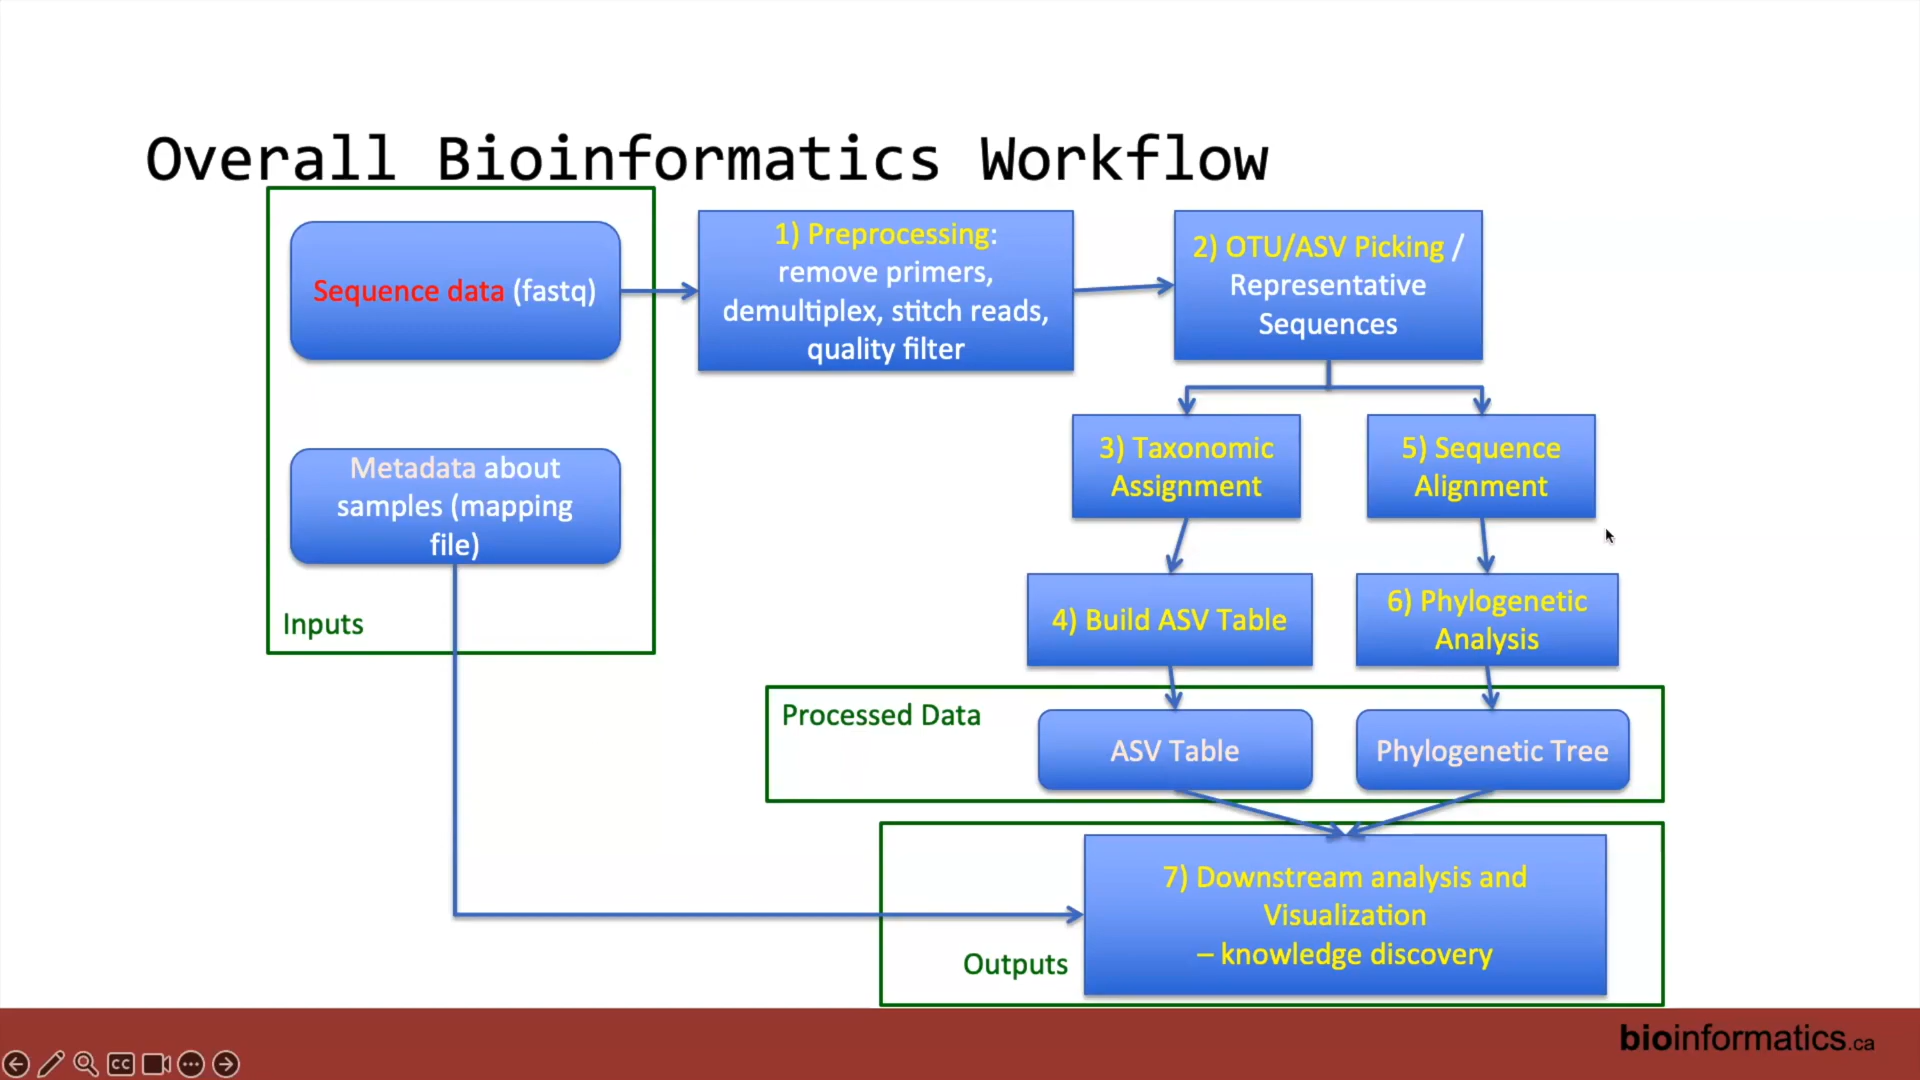 Overall Bioinformatics Workflow
Sequence data (fastq)
Metadata about
samples (mapping
file)
Inputs
1) Preprocessing:
remove primers,
demultiplex, stitch reads,
quality filter
2) OTU/ASV Picking /
Representative
Sequences
3) Taxonomic
Assignment
5) Sequence
Alignment
4) Build ASV Table
6) Phylogenetic
Analysis
Processed Data
ASV Table
Phylogenetic Tree
7) Downstream analysis and
Visualization
– knowledge discovery
Outputs
bioinformatics.ca
CC